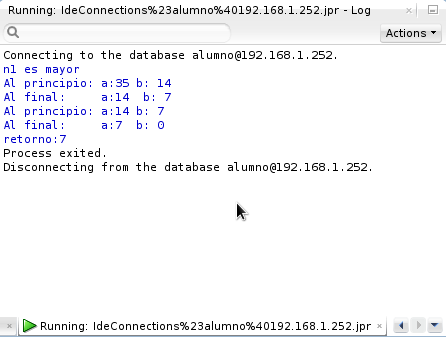 Running: IdeConnections%23alumno%40192.168.1.252.jpr - Log
Actions
Connecting to the database alumno@192.168.1.252.
n1 es mayor
Al principio: a:35 b: 14
Al final:     a:14  b: 7
Al principio: a:14 b: 7
Al final:     a:7  b: 0
retorno:7
Process exited.
Disconnecting from the database alumno@192.168.1.252.
Running: IdeConnections%23alumno%40192.168.1.252.jpr